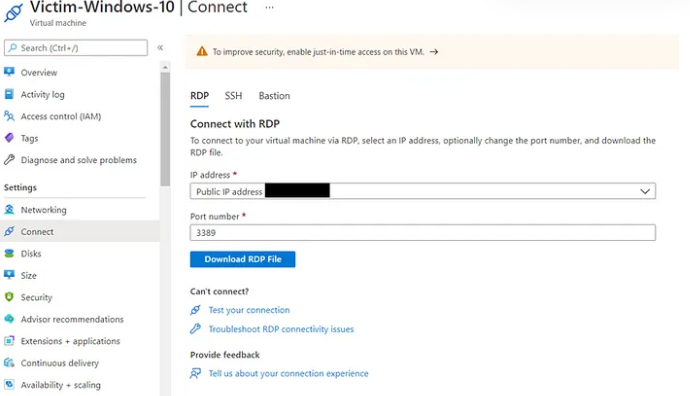 Victim-Windows-10 | Connect ...
Virtual machine
Search (Ctrl+/)
«
Overview
Activity log
Access control (IAM)
Tags
Diagnose and solve problems
Settings
Networking
Connect
Disks
Size
Security
Advisor recommendations
Extensions + applications
Continuous delivery
Availability + scaling
To improve security, enable just-in-time access on this VM. →
RDP SSH Bastion
Connect with RDP
To connect to your virtual machine via RDP, select an IP address, optionally change the port number, and download the
RDP file.
IP address *
Public IP address
Port number *
3389
Download RDP File
Can't connect?
Test your connection
Troubleshoot RDP connectivity issues
Provide feedback
Tell us about your connection experience